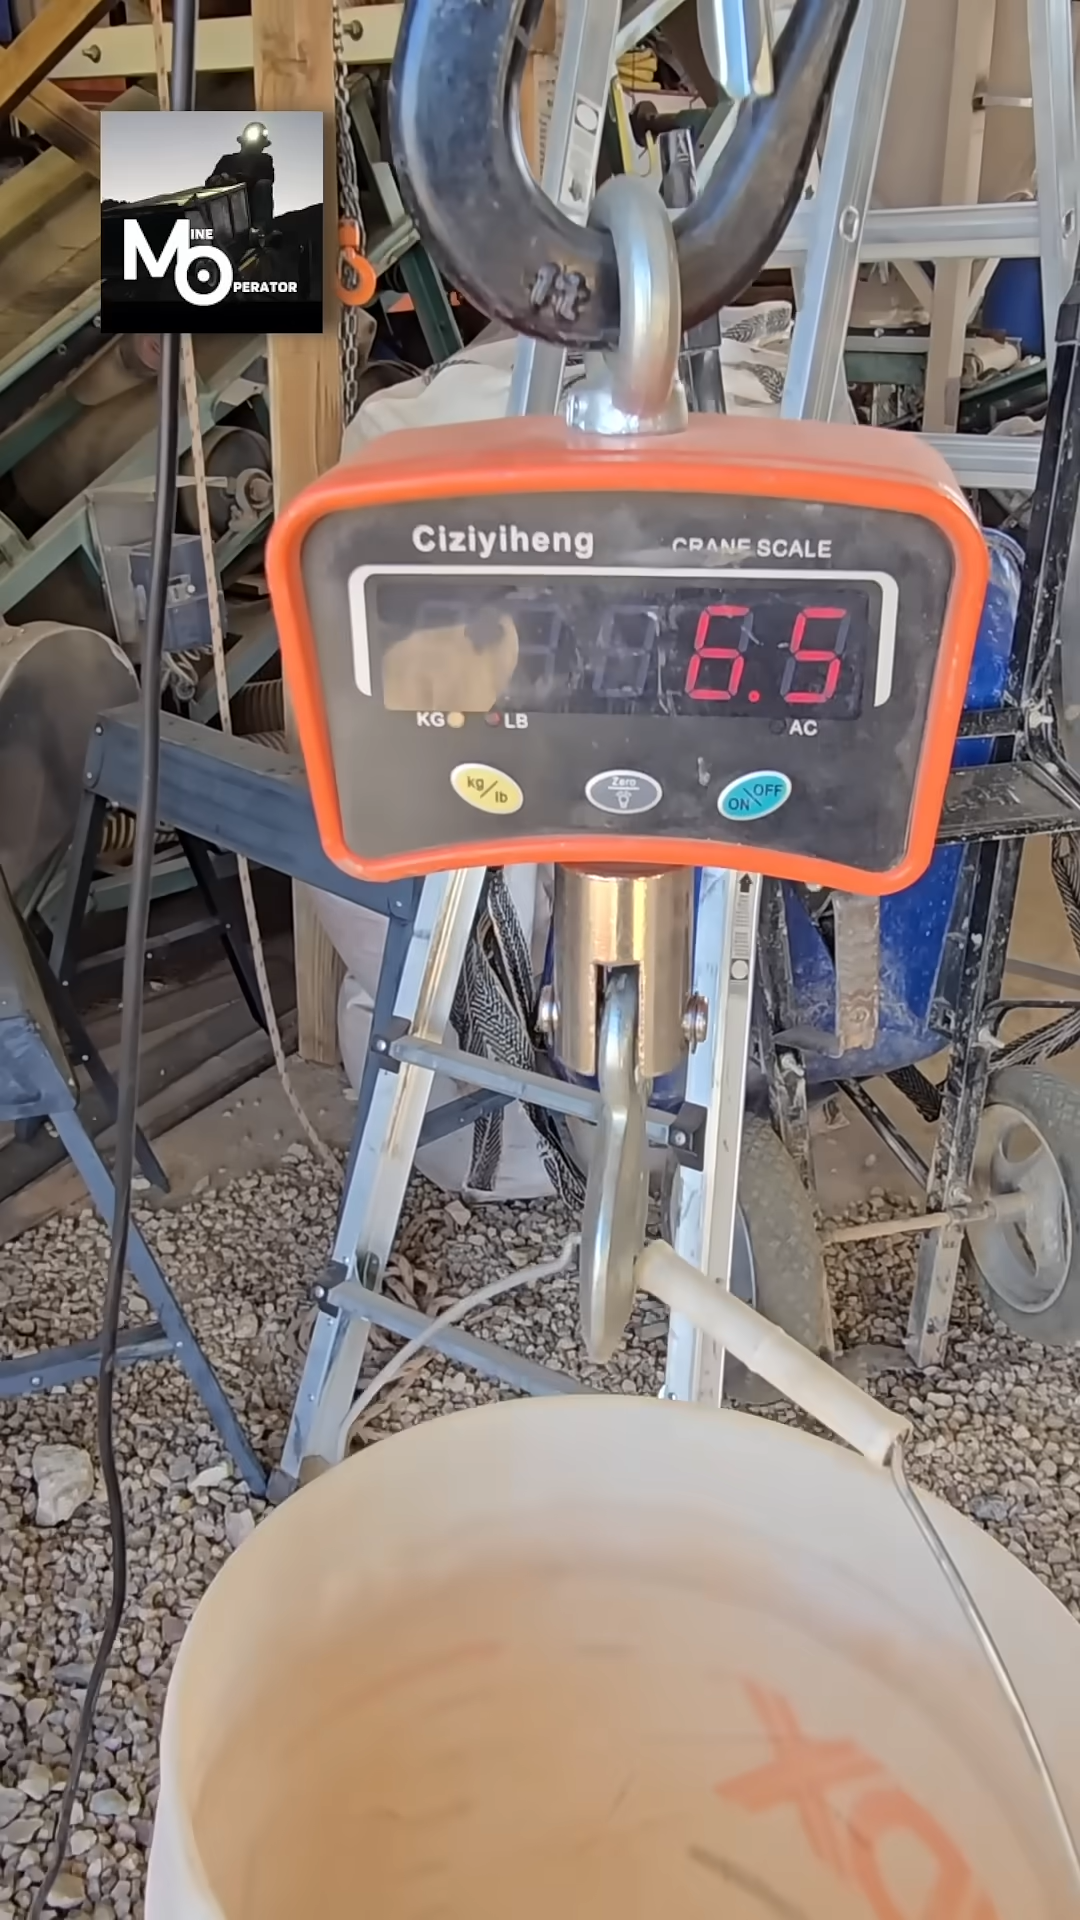 MINE
OPERATOR
Ciziyiheng
CRANE SCALE
6.5
KG
LB
AC
kg/lb
Zero
ON/OFF